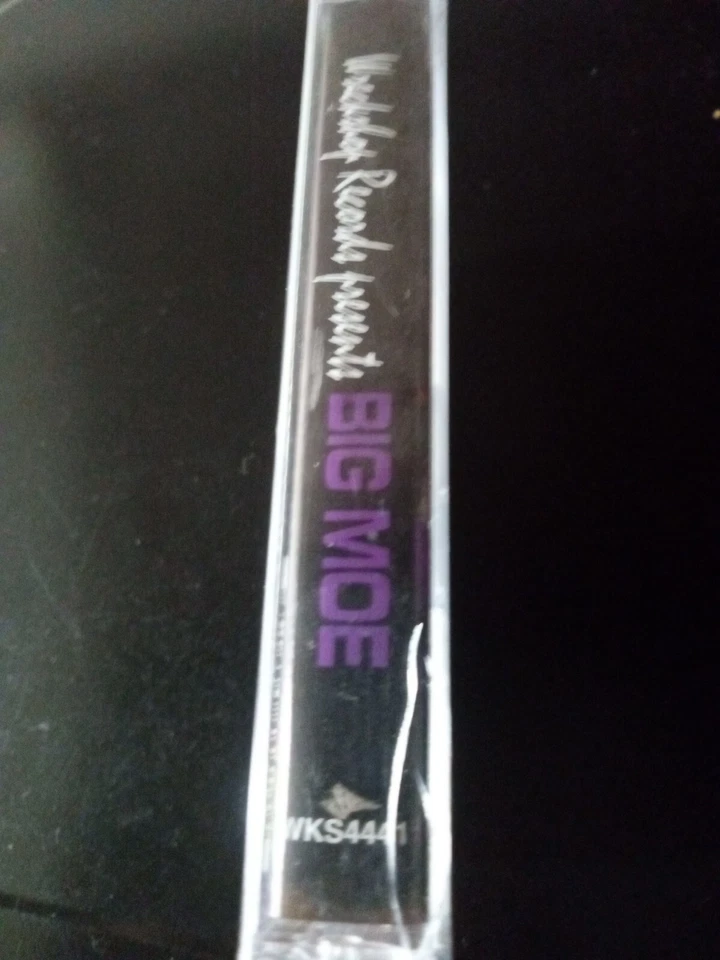 Wreckshop Records presents
BIG MOE
WKS4441